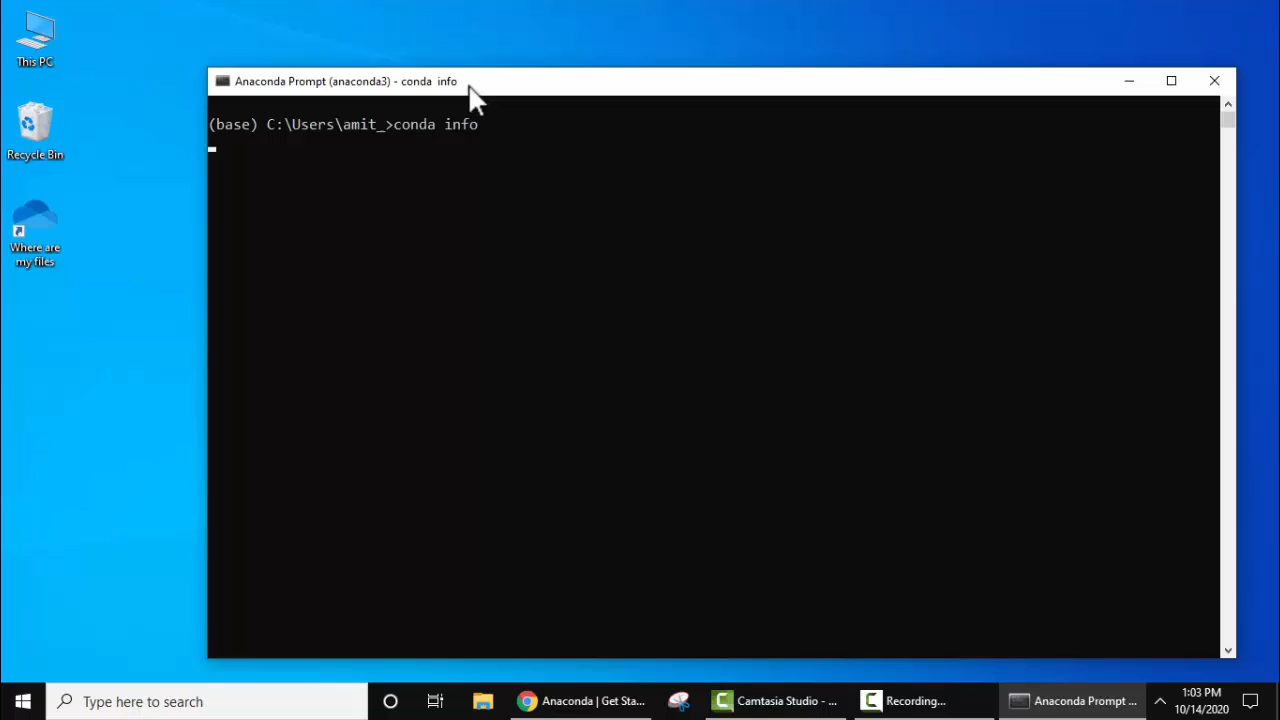 This PC
Recycle Bin
Where are
my files
Anaconda Prompt (anaconda3) - conda  info
(base) C:\Users\amit_>conda info
Type here to search
Anaconda | Get Sta...
Camtasia Studio - ...
Recording...
Anaconda Prompt ...
1:03 PM
10/14/2020